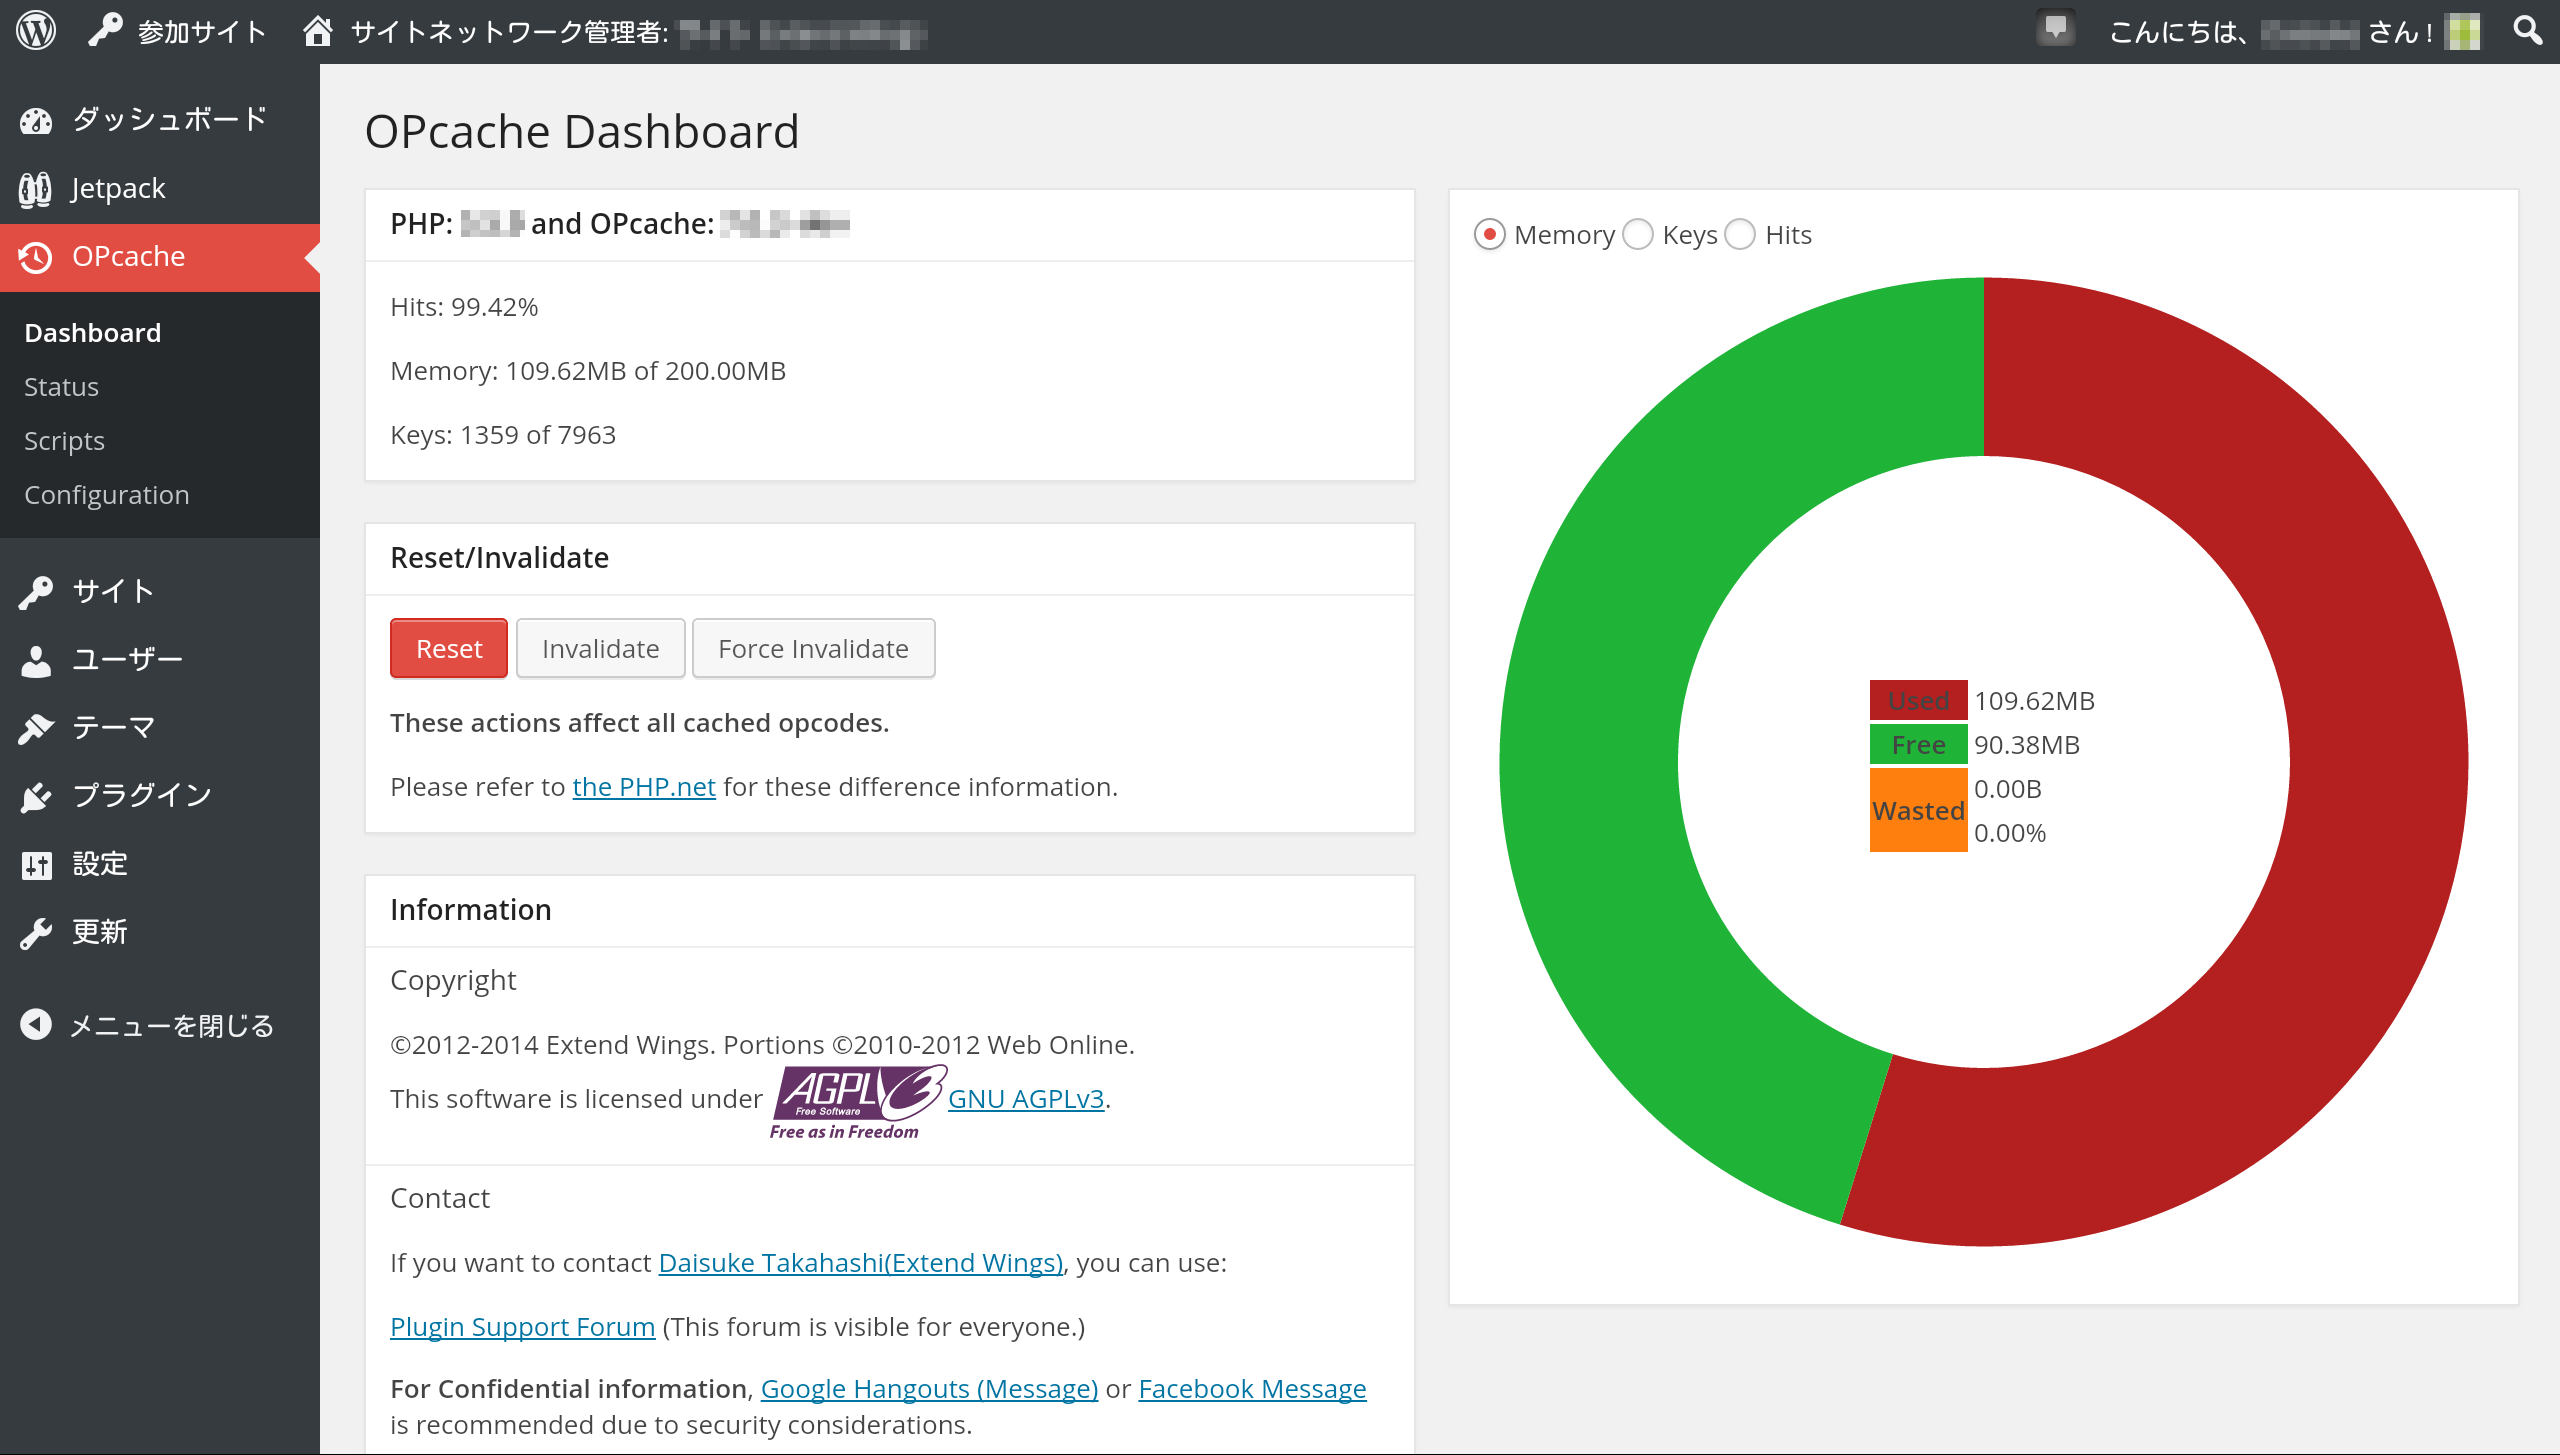 参加サイト
サイトネットワーク管理者:
こんにちは、 さん !
ダッシュボード
Jetpack
OPcache
Dashboard
Status
Scripts
Configuration
サイト
ユーザー
テーマ
プラグイン
設定
更新
メニューを閉じる
OPcache Dashboard
PHP: and OPcache:
Hits: 99.42%
Memory: 109.62MB of 200.00MB
Keys: 1359 of 7963
Reset/Invalidate
Reset Invalidate Force Invalidate
These actions affect all cached opcodes.
Please refer to the PHP.net for these difference information.
Information
Copyright
©2012-2014 Extend Wings. Portions ©2010-2012 Web Online.
This software is licensed under AGPLv3 Free Software Free as in Freedom GNU AGPLv3.
Contact
If you want to contact Daisuke Takahashi(Extend Wings), you can use:
Plugin Support Forum (This forum is visible for everyone.)
For Confidential information, Google Hangouts (Message) or Facebook Message
is recommended due to security considerations.
Memory Keys Hits
Used 109.62MB
Free 90.38MB
Wasted 0.00B
0.00%